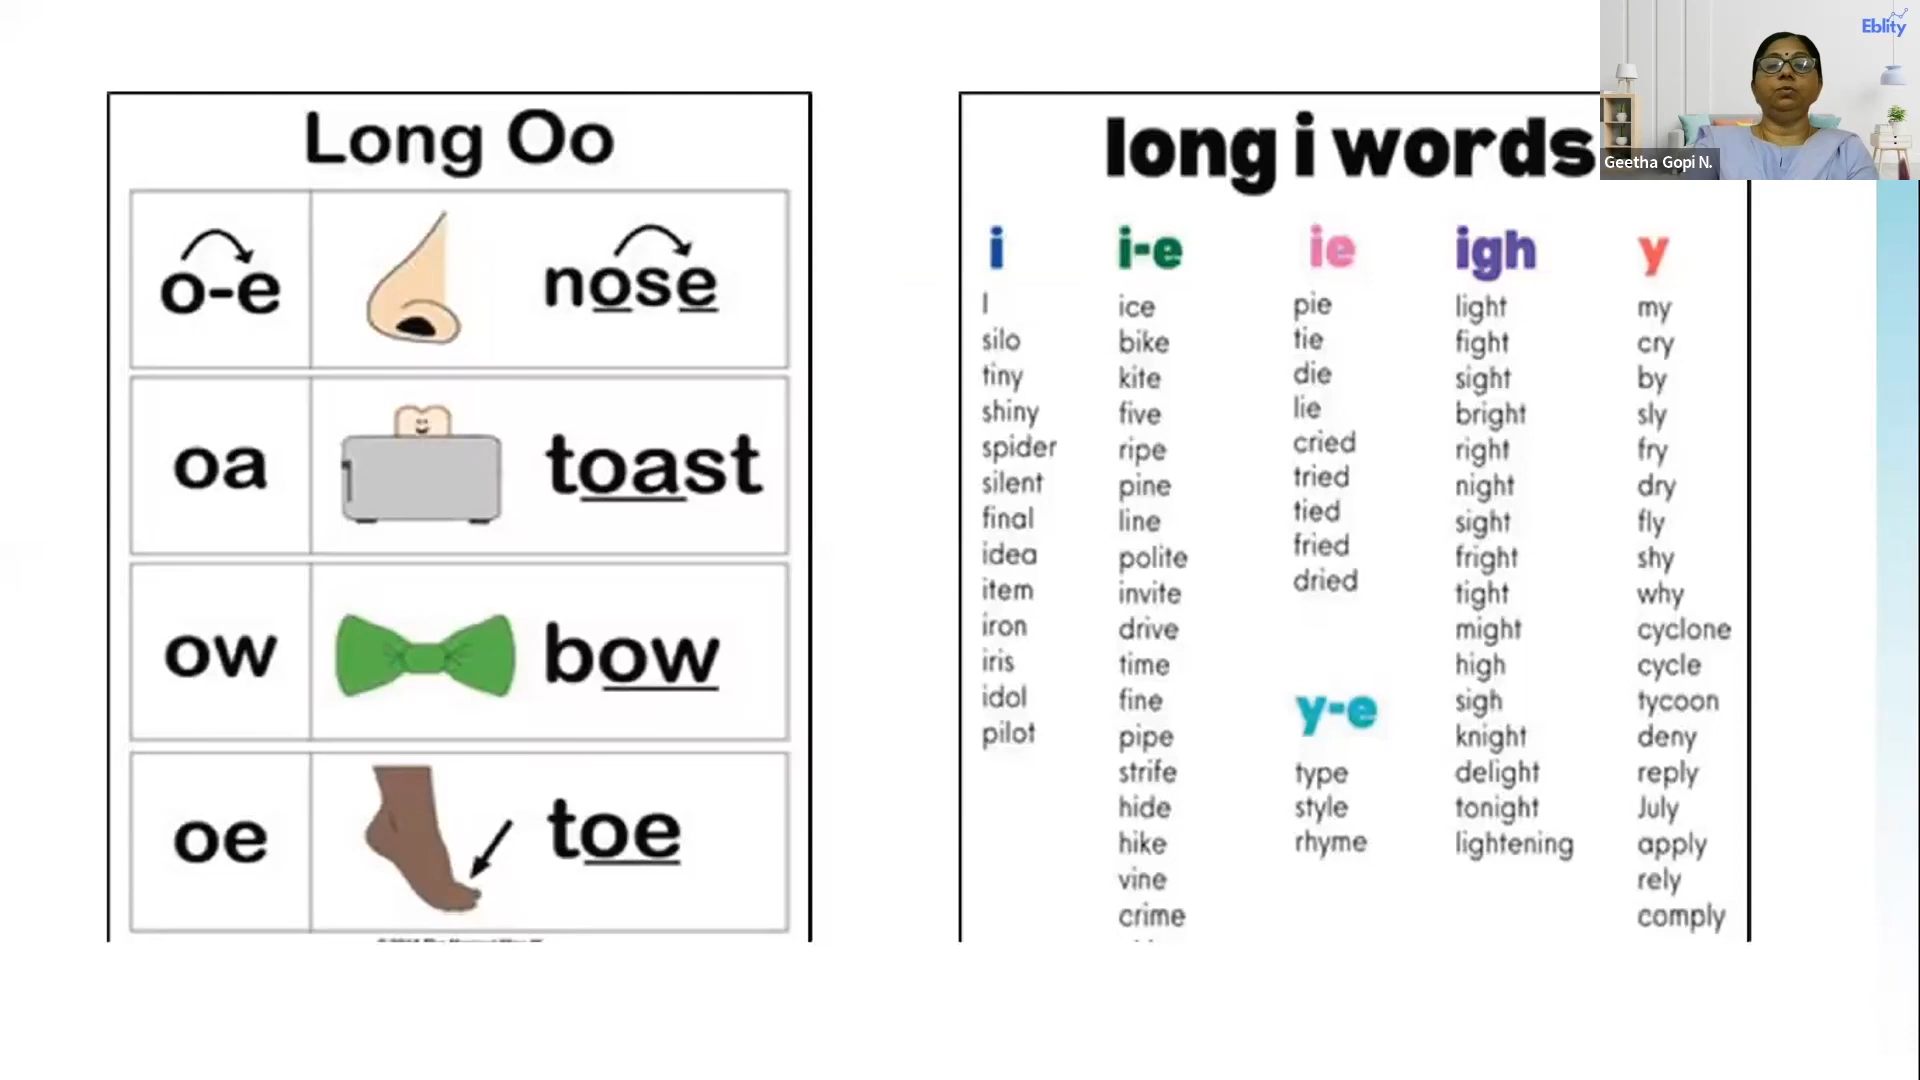 Long Oo
o-e nose
oa toast
ow bow
oe toe
long i words
i
I
silo
tiny
shiny
spider
silent
final
idea
item
iron
iris
idol
pilot
i-e
ice
bike
kite
five
ripe
pine
line
polite
invite
drive
time
fine
pipe
strife
hide
hike
vine
crime
ie
pie
tie
die
lie
cried
tried
tied
fried
dried
y-e
type
style
rhyme
igh
light
fight
sight
bright
right
night
sight
fright
tight
might
high
sigh
knight
delight
tonight
lightening
y
my
cry
by
sly
fry
dry
fly
shy
why
cyclone
cycle
tycoon
deny
reply
July
apply
rely
comply
Eblity
Geetha Gopi N.